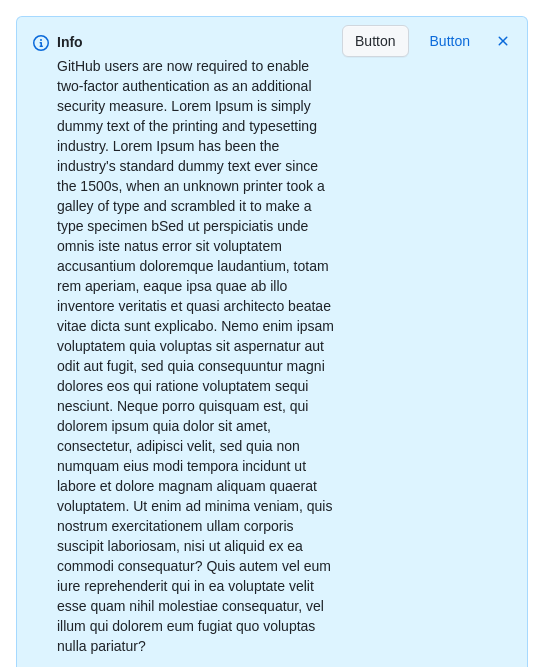 Info
Button
Button
GitHub users are now required to enable
two-factor authentication as an additional
security measure. Lorem Ipsum is simply
dummy text of the printing and typesetting
industry. Lorem Ipsum has been the
industry's standard dummy text ever since
the 1500s, when an unknown printer took a
galley of type and scrambled it to make a
type specimen bSed ut perspiciatis unde
omnis iste natus error sit voluptatem
accusantium doloremque laudantium, totam
rem aperiam, eaque ipsa quae ab illo
inventore veritatis et quasi architecto beatae
vitae dicta sunt explicabo. Nemo enim ipsam
voluptatem quia voluptas sit aspernatur aut
odit aut fugit, sed quia consequuntur magni
dolores eos qui ratione voluptatem sequi
nesciunt. Neque porro quisquam est, qui
dolorem ipsum quia dolor sit amet,
consectetur, adipisci velit, sed quia non
numquam eius modi tempora incidunt ut
labore et dolore magnam aliquam quaerat
voluptatem. Ut enim ad minima veniam, quis
nostrum exercitationem ullam corporis
suscipit laboriosam, nisi ut aliquid ex ea
commodi consequatur? Quis autem vel eum
iure reprehenderit qui in ea voluptate velit
esse quam nihil molestiae consequatur, vel
illum qui dolorem eum fugiat quo voluptas
nulla pariatur?